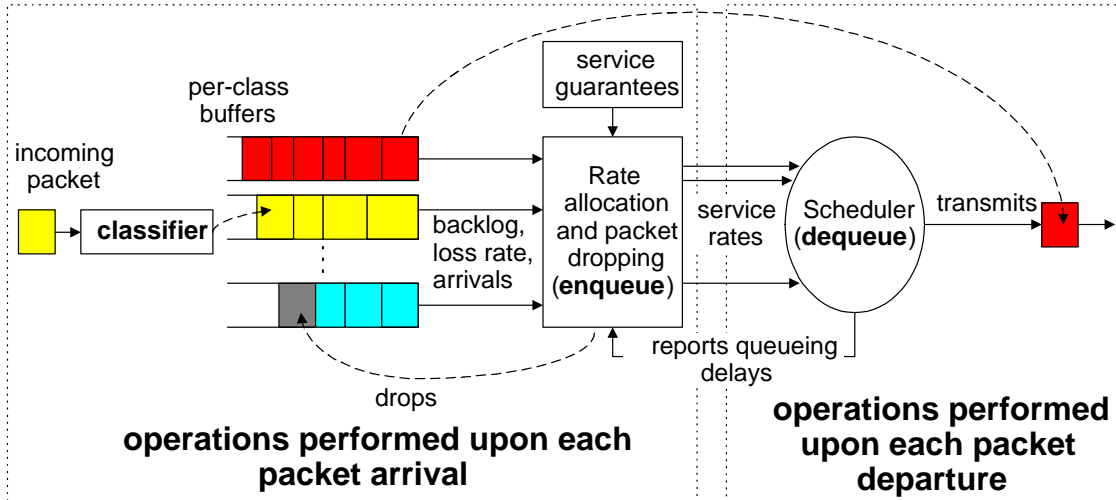 service
guarantees
per-class
buffers
incoming
packet
classifier
backlog,
loss rate,
arrivals
Rate
allocation
and packet
dropping
(enqueue)
service
rates
Scheduler
(dequeue)
transmits
reports queueing
delays
drops
operations performed upon each
packet arrival
operations performed
upon each packet
departure